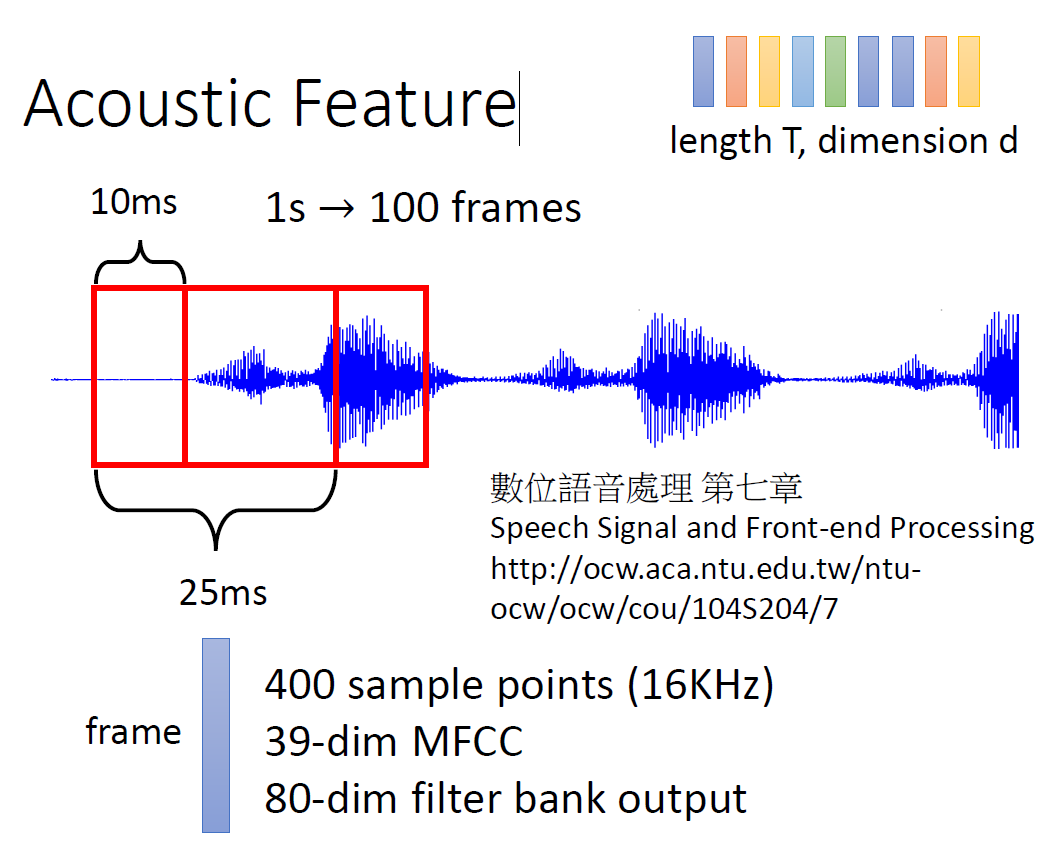 Acoustic Feature
length T, dimension d
10ms
1s → 100 frames
數位語音處理 第七章
Speech Signal and Front-end Processing
http://ocw.aca.ntu.edu.tw/ntu-
ocw/ocw/cou/104S204/7
25ms
frame
400 sample points (16KHz)
39-dim MFCC
80-dim filter bank output